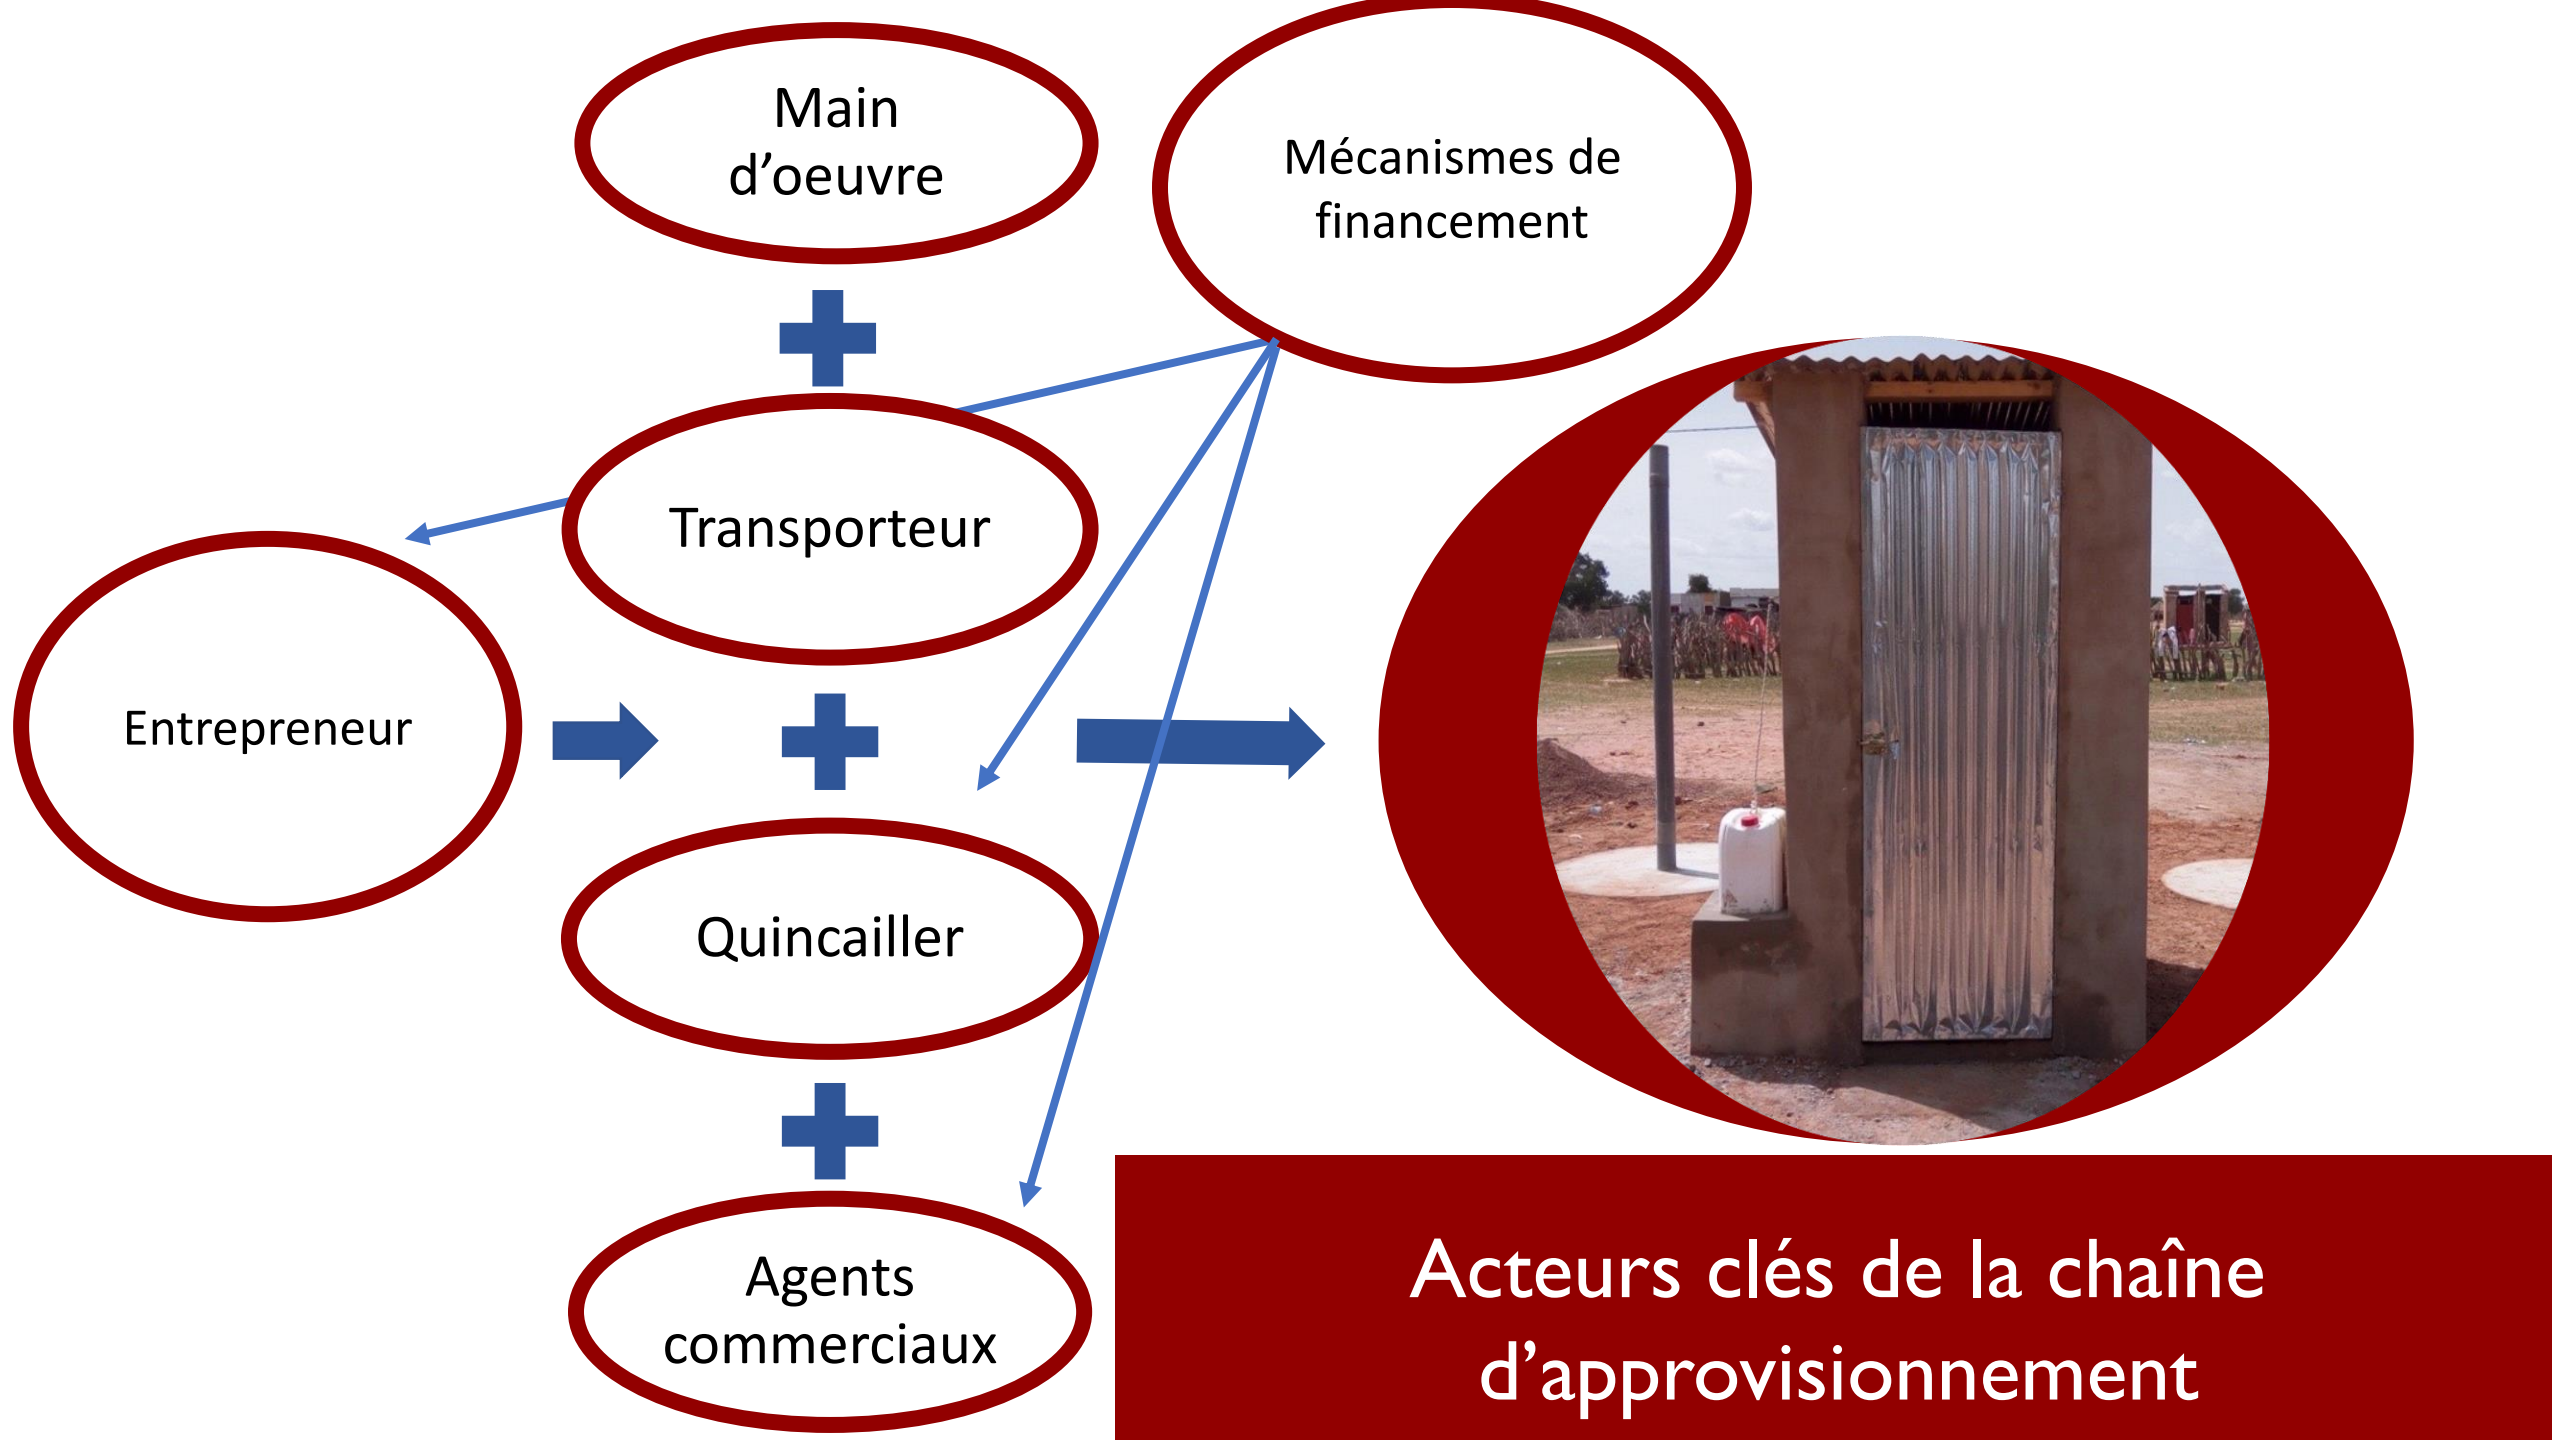 Main
d’oeuvre
Mécanismes de
financement
Transporteur
Entrepreneur
Quincailler
Agents
commerciaux
Acteurs clés de la chaîne
d’approvisionnement